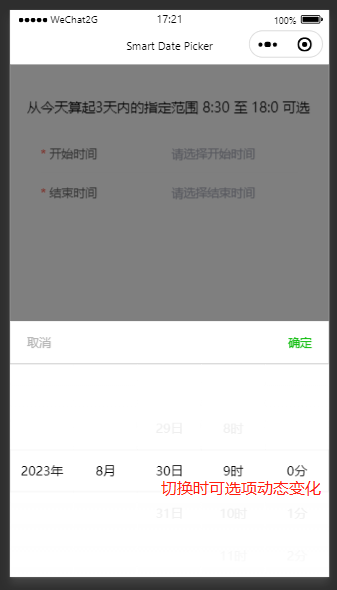 WeChat2G 17:21 100%
Smart Date Picker
从今天算起3天内的指定范围 8:30 至 18:0 可选
* 开始时间 请选择开始时间
* 结束时间 请选择结束时间
取消 确定
29日 8时
2023年 8月 30日 9时 0分
切换时可选项动态变化
31日 10时 1分
11时 2分